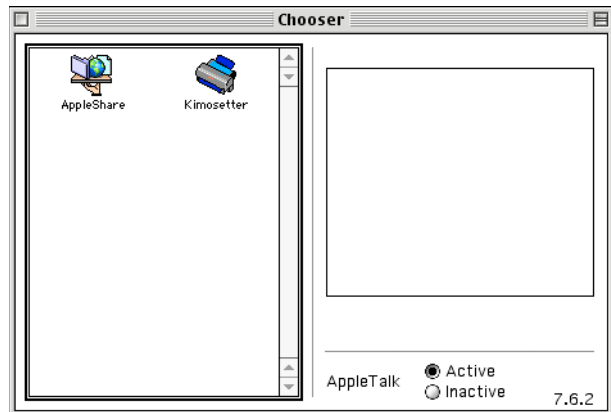 Chooser
AppleShare
Kimosetter
AppleTalk
Active
Inactive
7.6.2